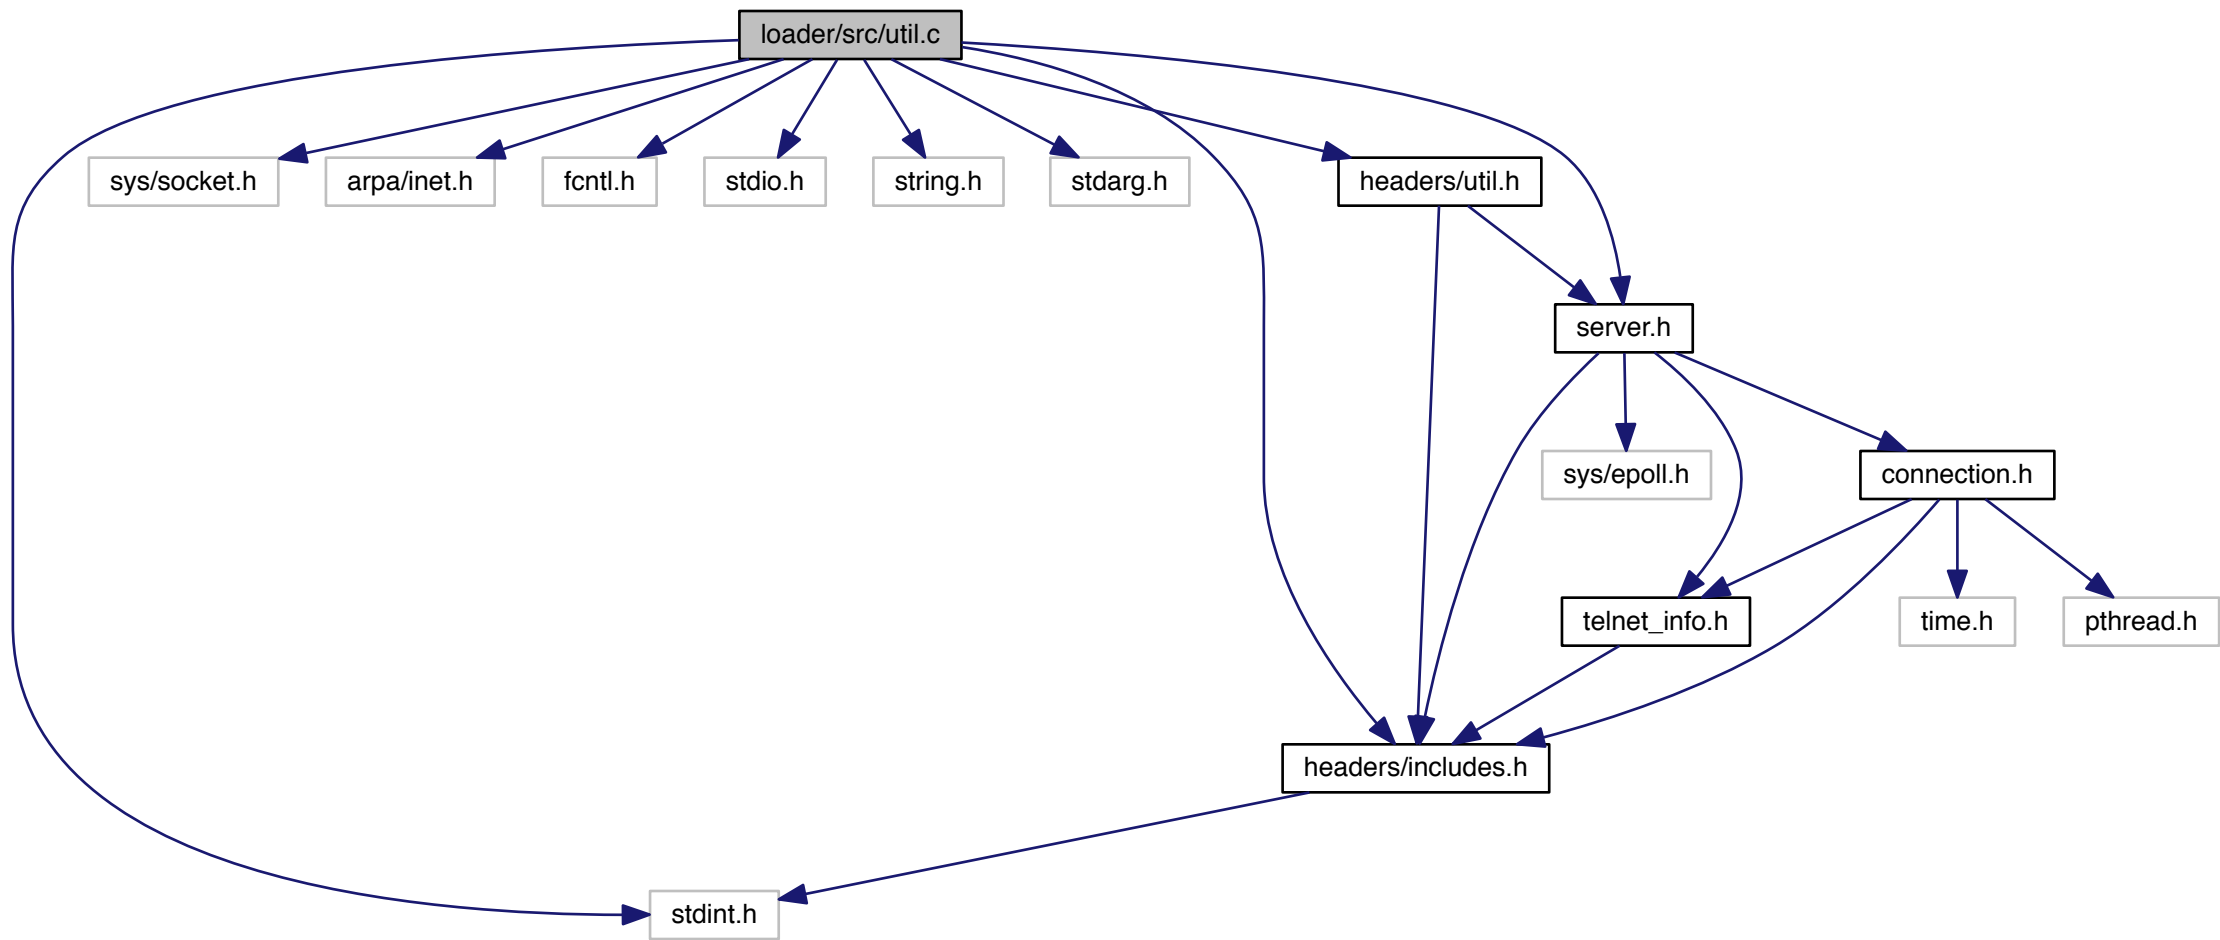 loader/src/util.c
sys/socket.h
arpa/inet.h
fcntl.h
stdio.h
string.h
stdarg.h
headers/util.h
server.h
sys/epoll.h
connection.h
telnet_info.h
time.h
pthread.h
headers/includes.h
stdint.h